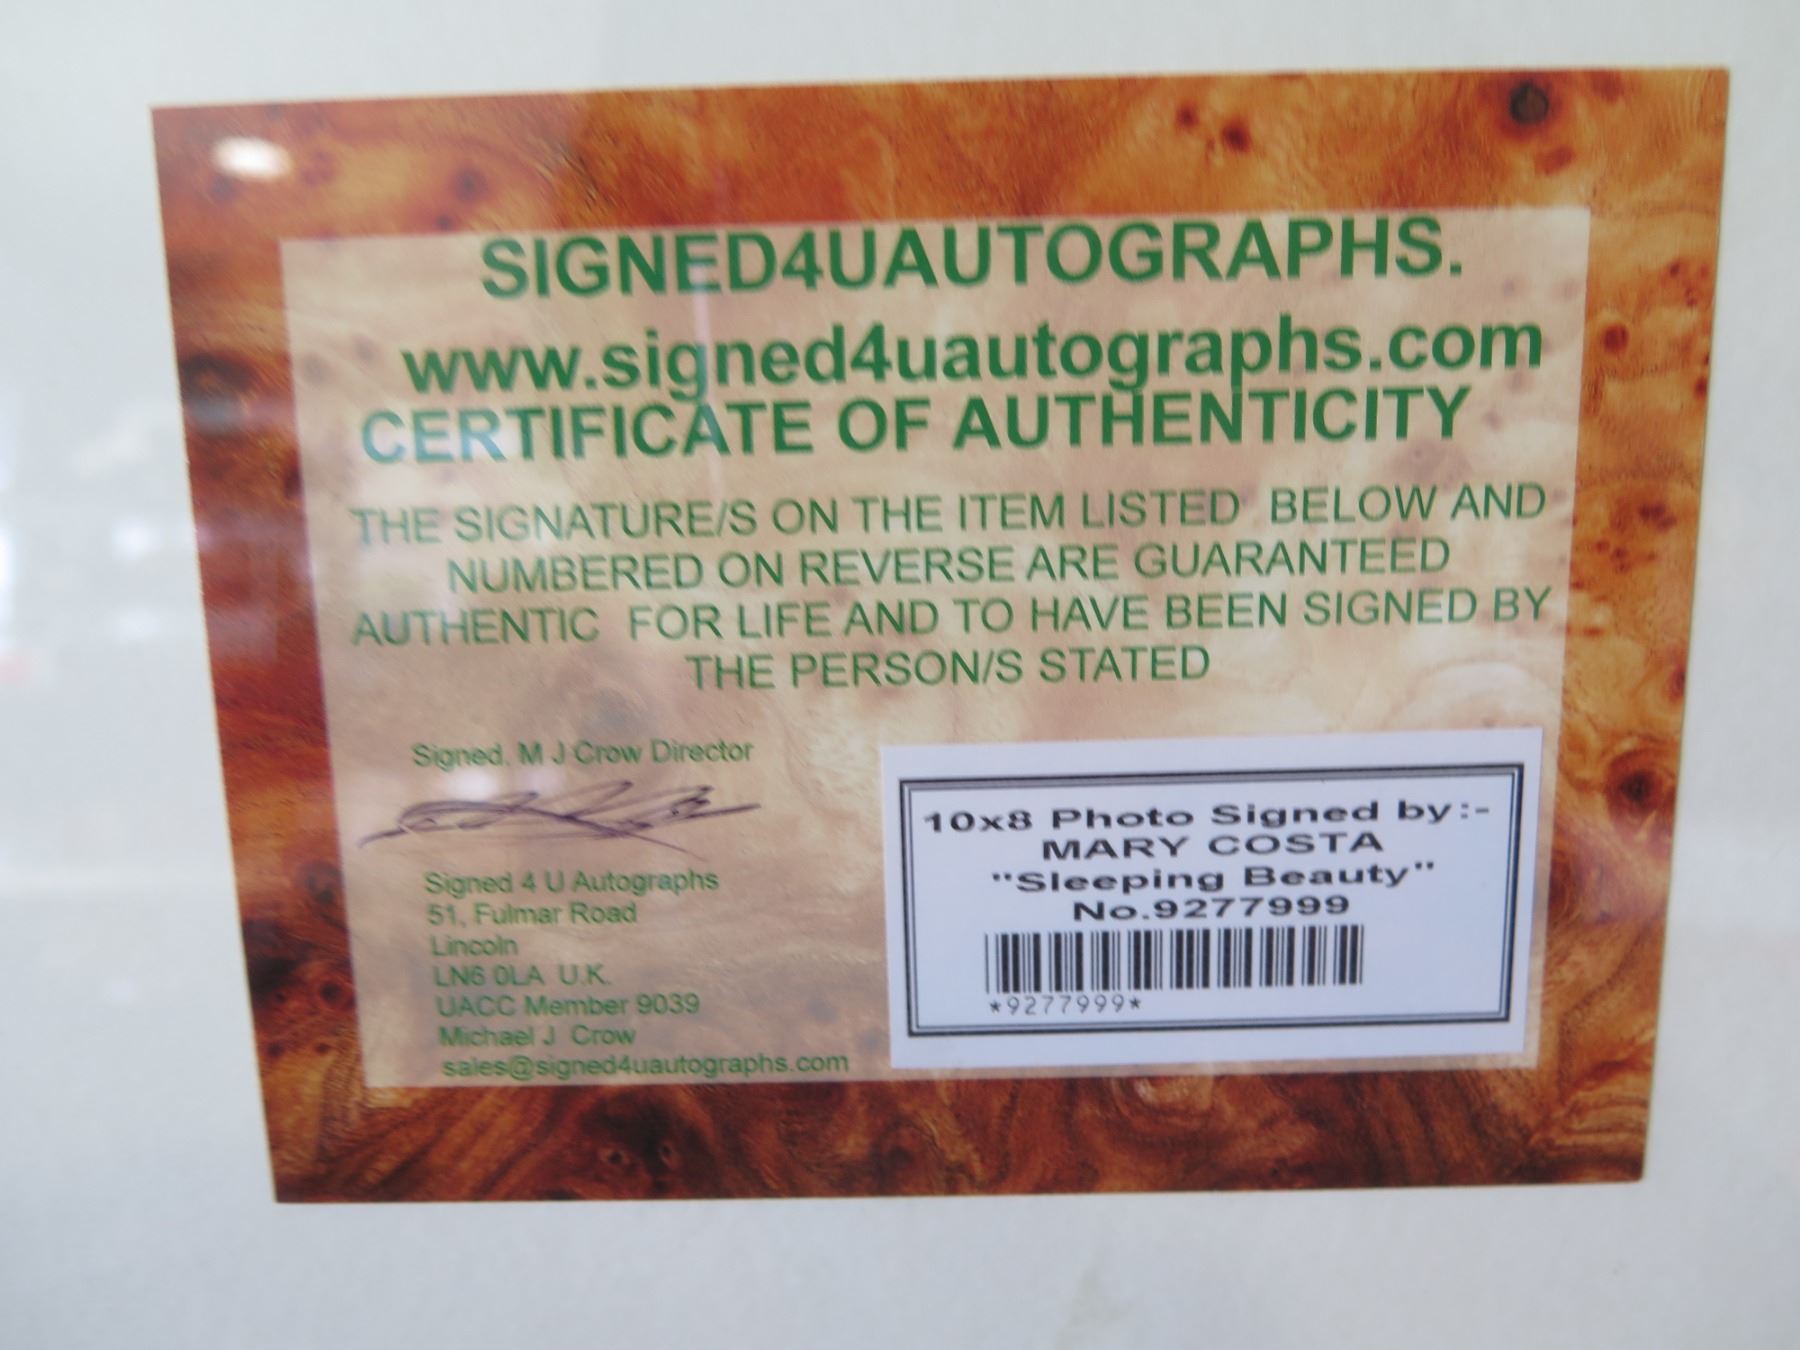 SIGNED4UAUTOGRAPHS.
www.signed4uautographs.com
CERTIFICATE OF AUTHENTICITY
THE SIGNATURE/S ON THE ITEM LISTED BELOW AND
NUMBERED ON REVERSE ARE GUARANTEED
AUTHENTIC FOR LIFE AND TO HAVE BEEN SIGNED BY
THE PERSON/S STATED
Signed. M J Crow Director
Signed 4 U Autographs
51, Fulmar Road
Lincoln
LN6 0LA U.K.
UACC Member 9039
Michael J Crow
sales@signed4uautographs.com
10x8 Photo Signed by:-
MARY COSTA
"Sleeping Beauty"
No.9277999
*9277999*